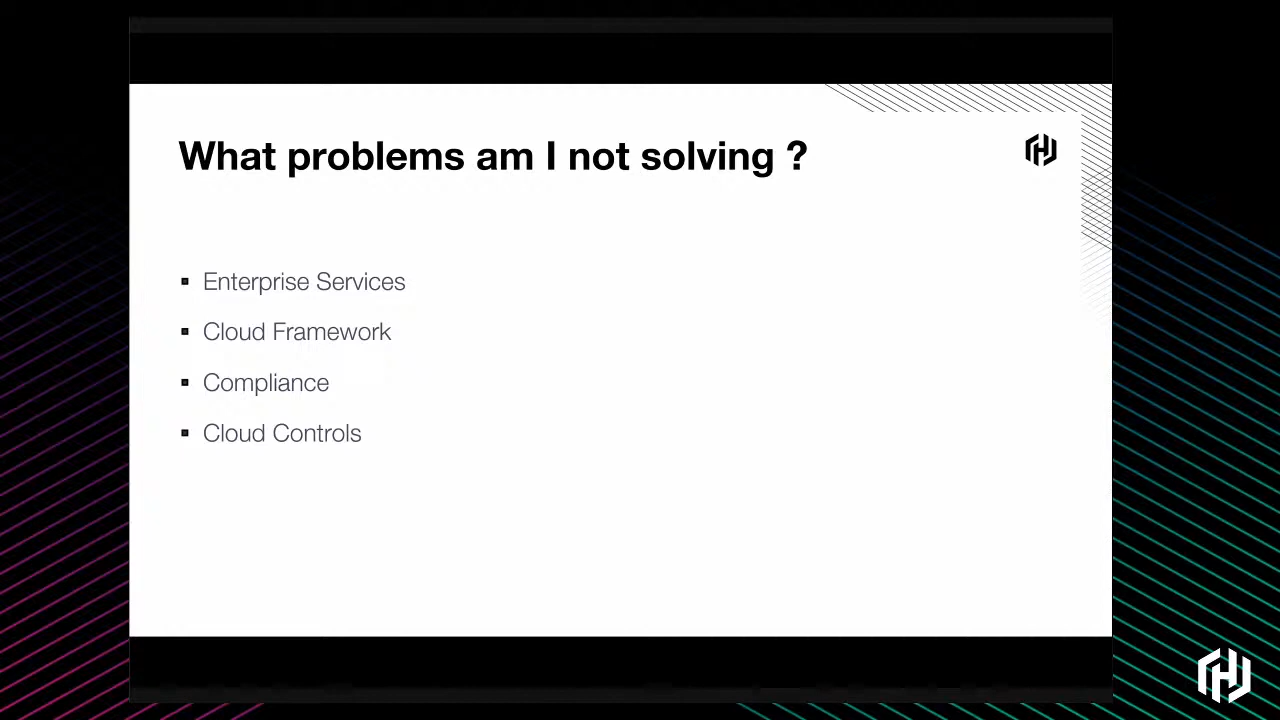 What problems am I not solving ?
Enterprise Services
Cloud Framework
Compliance
Cloud Controls